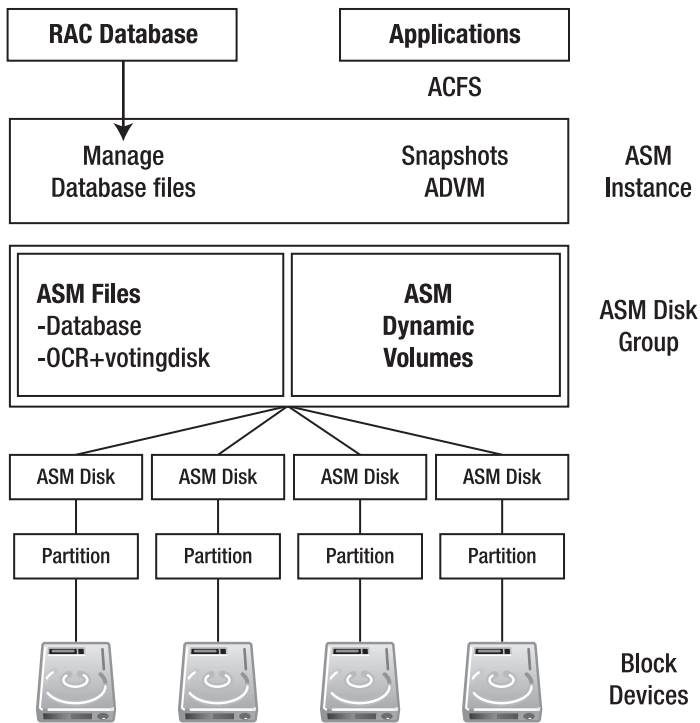 RAC Database
Applications
ACFS
Manage
Database files
Snapshots
ADVM
ASM
Instance
ASM Files
-Database
-OCR+votingdisk
ASM
Dynamic
Volumes
ASM Disk
Group
ASM Disk
ASM Disk
ASM Disk
ASM Disk
Partition
Partition
Partition
Partition
Block
Devices